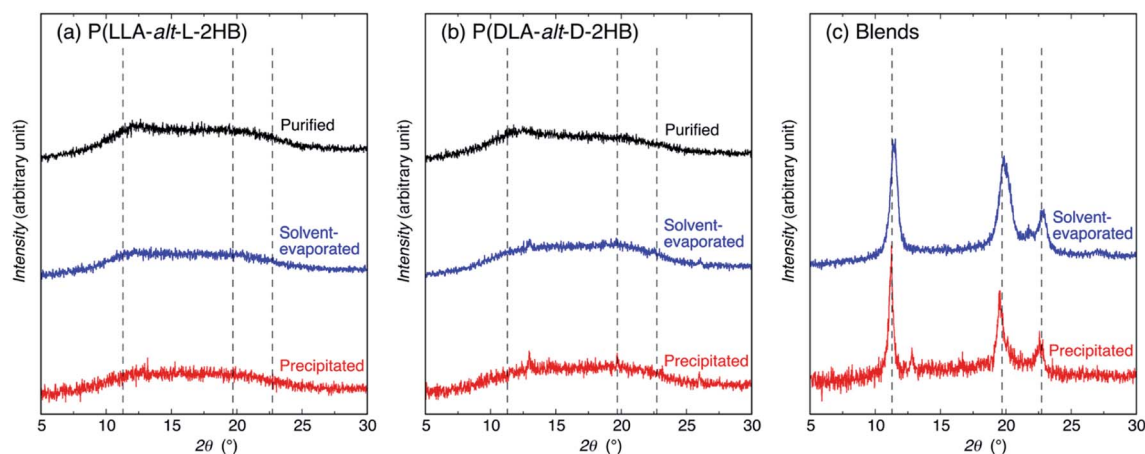 (a) P(LLA-alt-L-2HB)
Purified
Solvent-
evaporated
Precipitated
Intensity (arbitrary unit)
5 10 15 20 25 30
2θ (°)
(b) P(DLA-alt-D-2HB)
Purified
Solvent-
evaporated
Precipitated
Intensity (arbitrary unit)
5 10 15 20 25 30
2θ (°)
(c) Blends
Solvent-
evaporated
Precipitated
Intensity (arbitrary unit)
5 10 15 20 25 30
2θ (°)